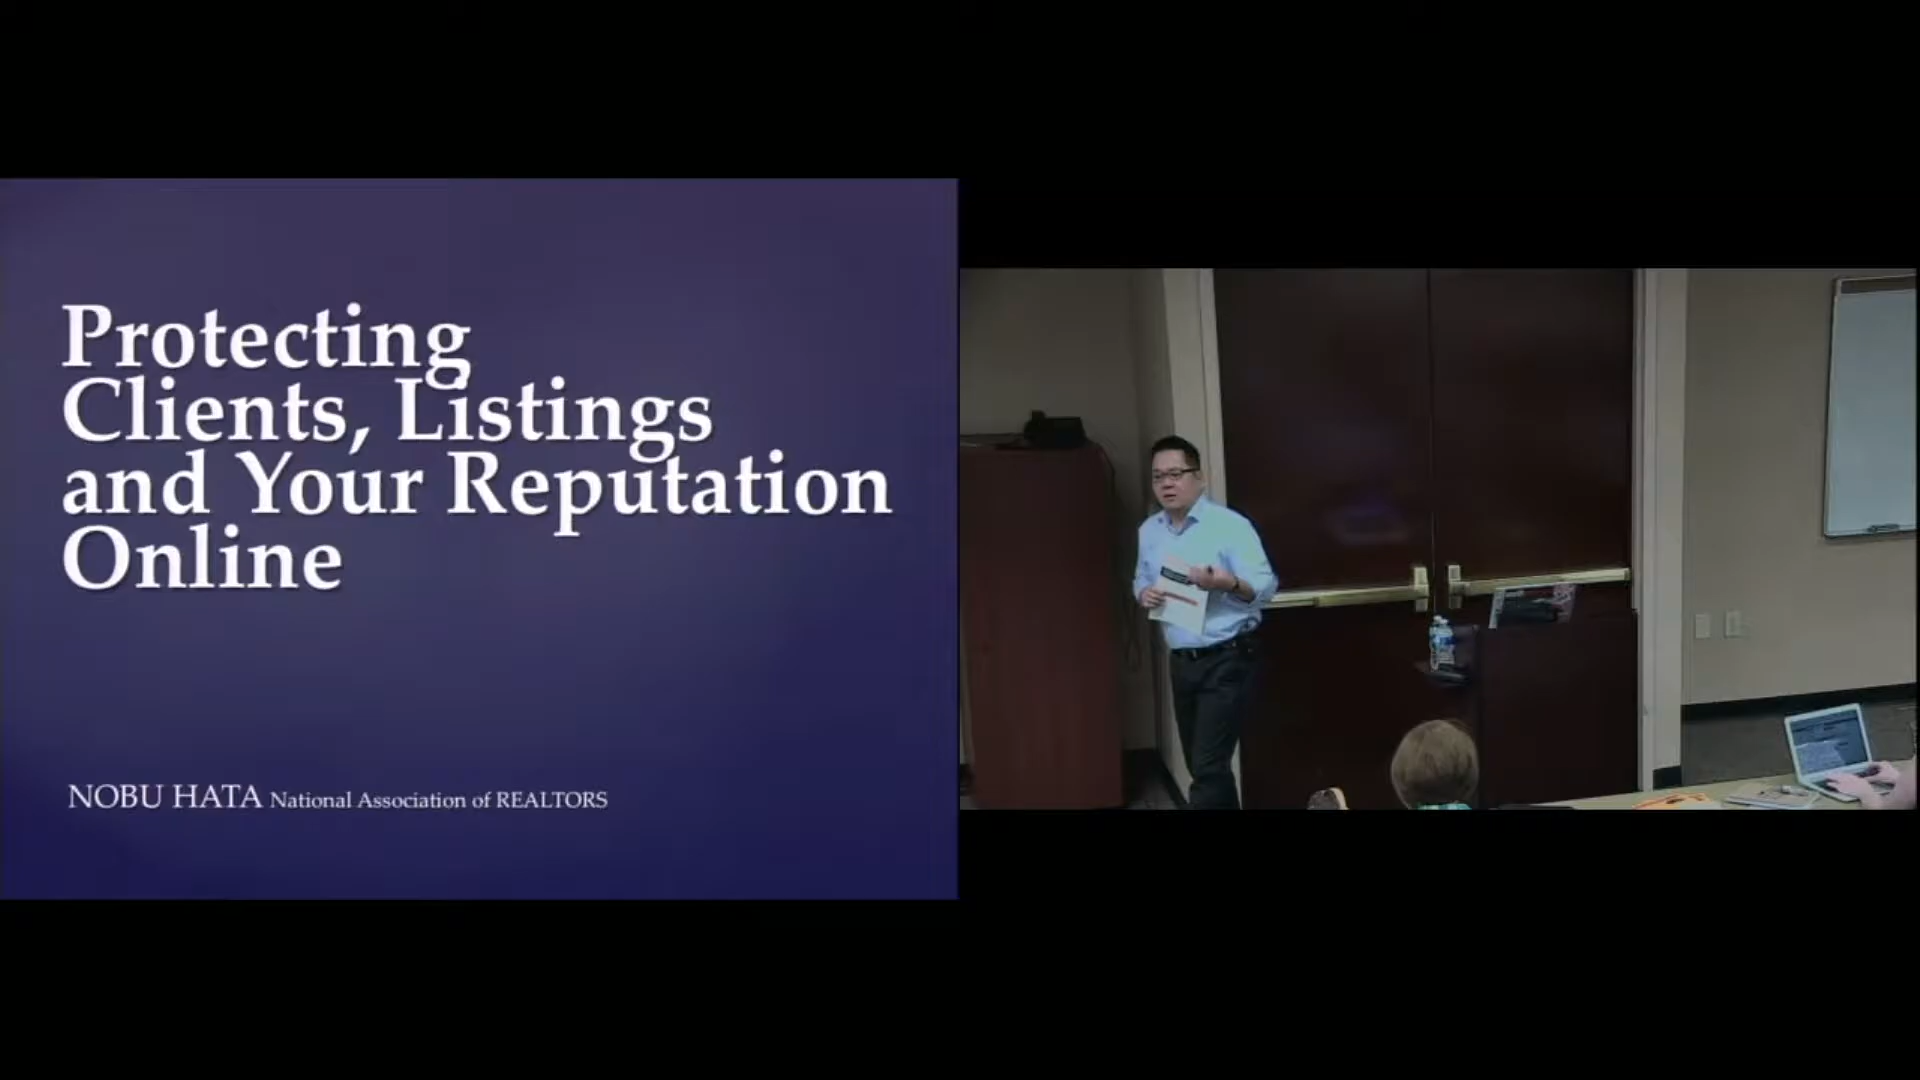 Protecting
Clients, Listings
and Your Reputation
Online
NOBU HATA National Association of REALTORS